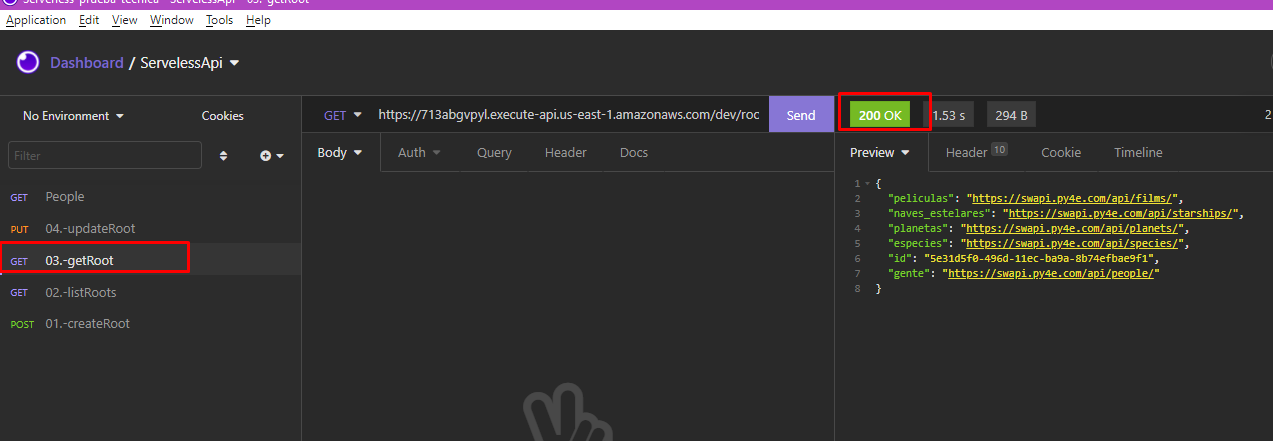 Serverless-prueba-tecnica - ServelessApi - 03.-getRoot
Application Edit View Window Tools Help
Dashboard / ServelessApi
No Environment
Cookies
Filter
GET People
PUT 04.-updateRoot
GET 03.-getRoot
GET 02.-listRoots
POST 01.-createRoot
GET https://713abgvpyl.execute-api.us-east-1.amazonaws.com/dev/roc Send
Body Auth Query Header Docs
200 OK 1.53 s 294 B 2
Preview Header 10 Cookie Timeline
1 {
2 "peliculas": "https://swapi.py4e.com/api/films/",
3 "naves_estelares": "https://swapi.py4e.com/api/starships/",
4 "planetas": "https://swapi.py4e.com/api/planets/",
5 "especies": "https://swapi.py4e.com/api/species/",
6 "id": "5e31d5f0-496d-11ec-ba9a-8b74efbae9f1",
7 "gente": "https://swapi.py4e.com/api/people/"
8 }